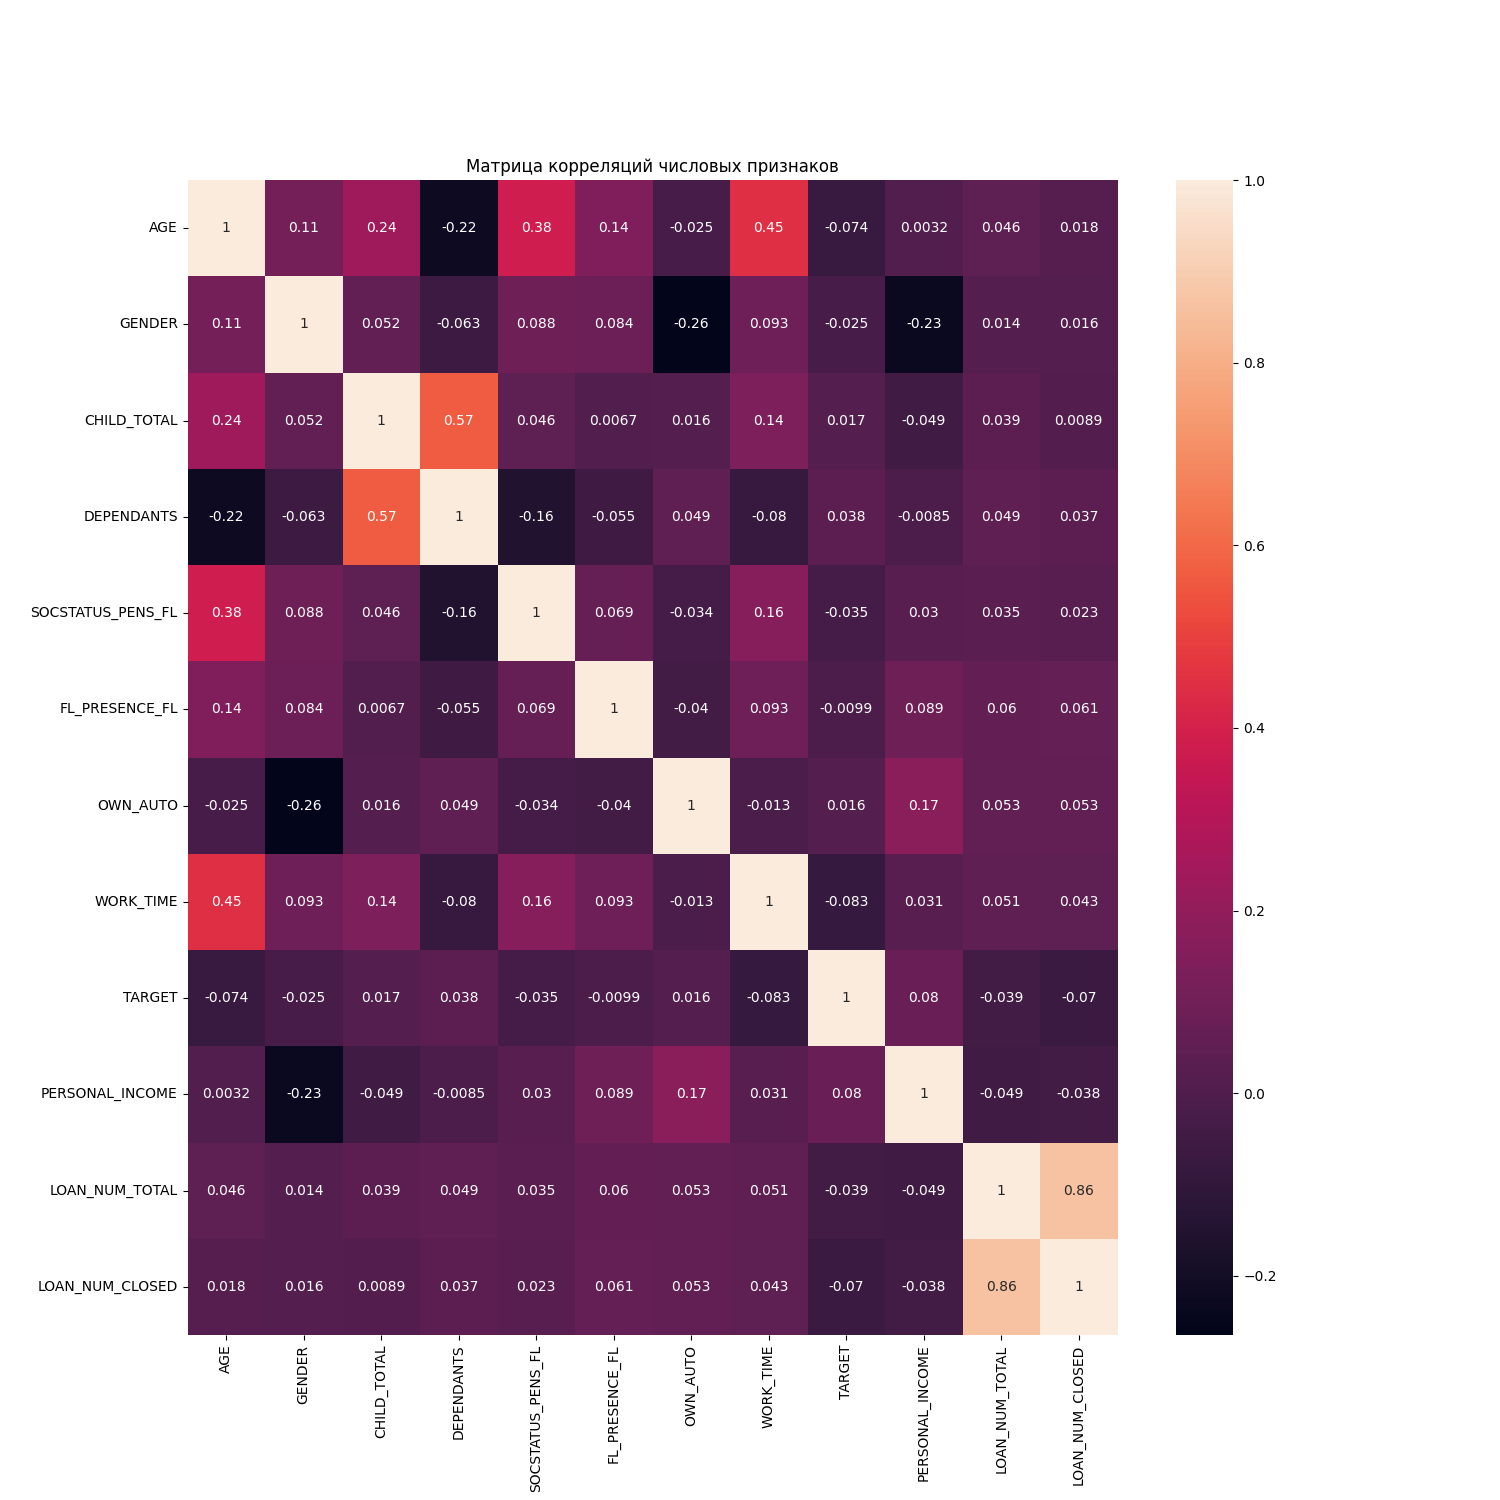 Матрица корреляций числовых признаков
AGE 1 0.11 0.24 -0.22 0.38 0.14 -0.025 0.45 -0.074 0.0032 0.046 0.018
GENDER 0.11 1 0.052 -0.063 0.088 0.084 -0.26 0.093 -0.025 -0.23 0.014 0.016
CHILD_TOTAL 0.24 0.052 1 0.57 0.046 0.0067 0.016 0.14 0.017 -0.049 0.039 0.0089
DEPENDANTS -0.22 -0.063 0.57 1 -0.16 -0.055 0.049 -0.08 0.038 -0.0085 0.049 0.037
SOCSTATUS_PENS_FL 0.38 0.088 0.046 -0.16 1 0.069 -0.034 0.16 -0.035 0.03 0.035 0.023
FL_PRESENCE_FL 0.14 0.084 0.0067 -0.055 0.069 1 -0.04 0.093 -0.0099 0.089 0.06 0.061
OWN_AUTO -0.025 -0.26 0.016 0.049 -0.034 -0.04 1 -0.013 0.016 0.17 0.053 0.053
WORK_TIME 0.45 0.093 0.14 -0.08 0.16 0.093 -0.013 1 -0.083 0.031 0.051 0.043
TARGET -0.074 -0.025 0.017 0.038 -0.035 -0.0099 0.016 -0.083 1 0.08 -0.039 -0.07
PERSONAL_INCOME 0.0032 -0.23 -0.049 -0.0085 0.03 0.089 0.17 0.031 0.08 1 -0.049 -0.038
LOAN_NUM_TOTAL 0.046 0.014 0.039 0.049 0.035 0.06 0.053 0.051 -0.039 -0.049 1 0.86
LOAN_NUM_CLOSED 0.018 0.016 0.0089 0.037 0.023 0.061 0.053 0.043 -0.07 -0.038 0.86 1
AGE
GENDER
CHILD_TOTAL
DEPENDANTS
SOCSTATUS_PENS_FL
FL_PRESENCE_FL
OWN_AUTO
WORK_TIME
TARGET
PERSONAL_INCOME
LOAN_NUM_TOTAL
LOAN_NUM_CLOSED
1.0
0.8
0.6
0.4
0.2
0.0
−0.2